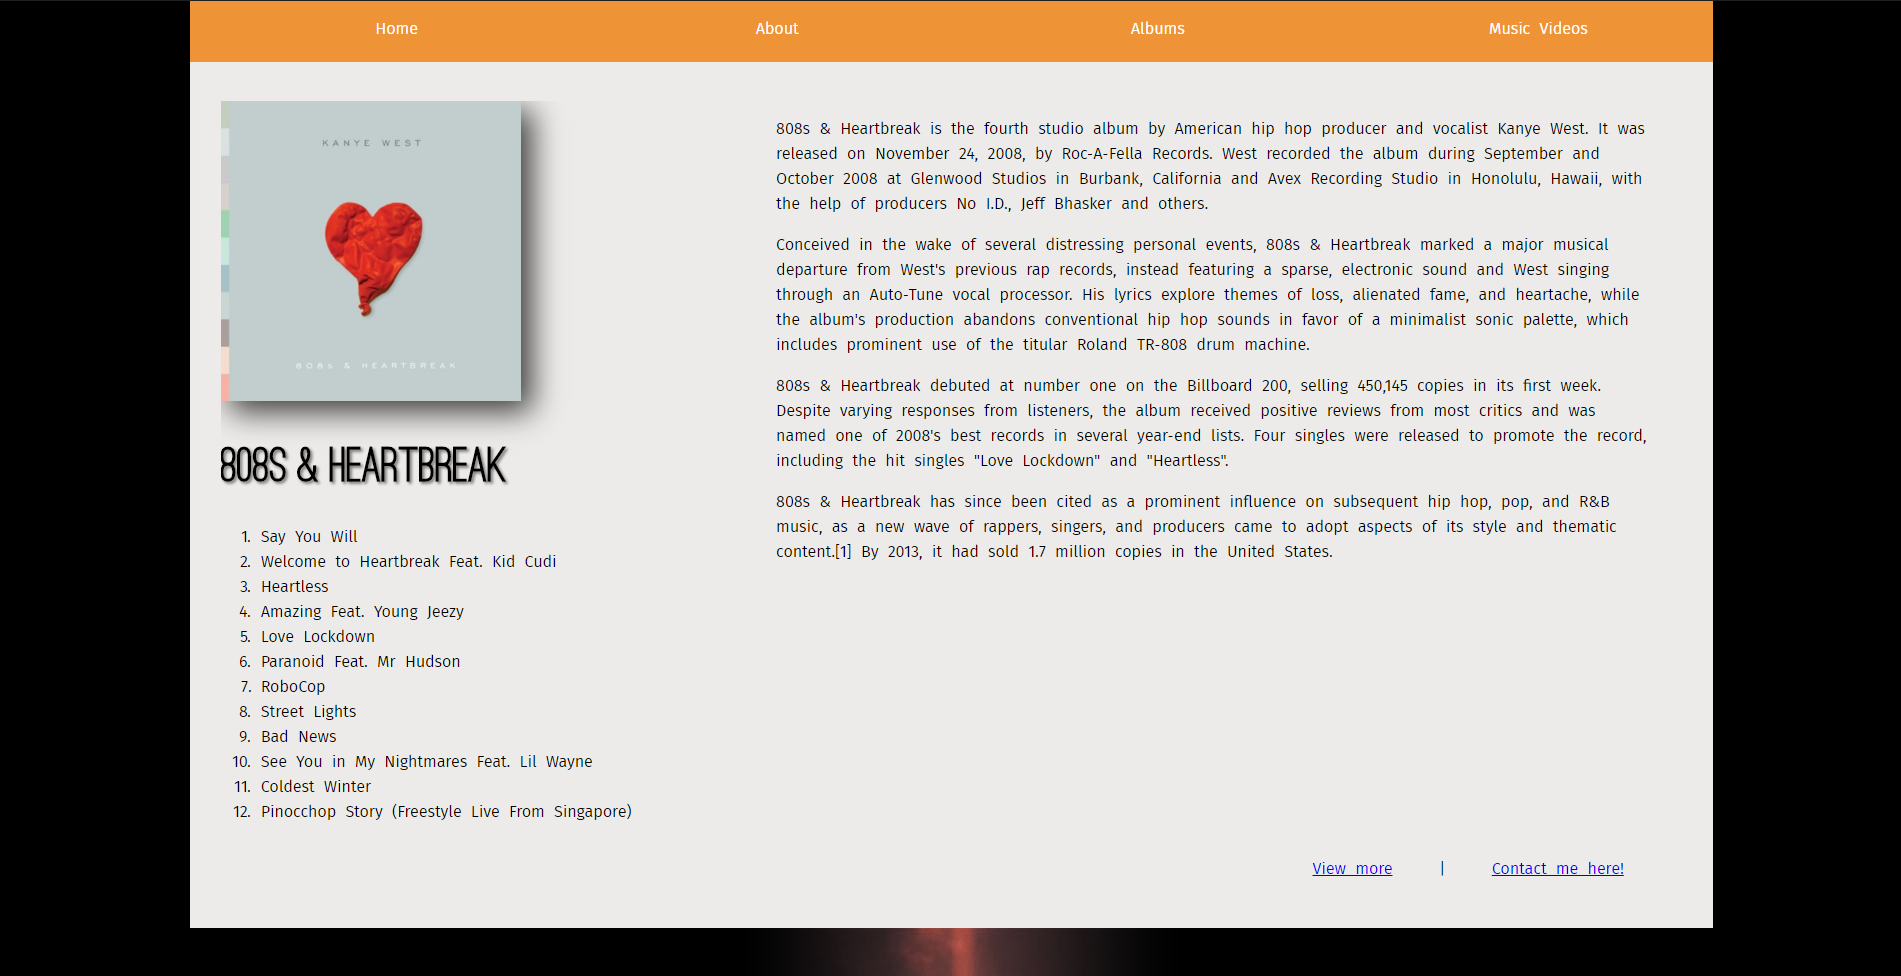 Home
About
Albums
Music Videos
KANYE WEST
808s & HEARTBREAK
808S & HEARTBREAK
1. Say You Will
2. Welcome to Heartbreak Feat. Kid Cudi
3. Heartless
4. Amazing Feat. Young Jeezy
5. Love Lockdown
6. Paranoid Feat. Mr Hudson
7. RoboCop
8. Street Lights
9. Bad News
10. See You in My Nightmares Feat. Lil Wayne
11. Coldest Winter
12. Pinocchop Story (Freestyle Live From Singapore)
808s & Heartbreak is the fourth studio album by American hip hop producer and vocalist Kanye West. It was
released on November 24, 2008, by Roc-A-Fella Records. West recorded the album during September and
October 2008 at Glenwood Studios in Burbank, California and Avex Recording Studio in Honolulu, Hawaii, with
the help of producers No I.D., Jeff Bhasker and others.
Conceived in the wake of several distressing personal events, 808s & Heartbreak marked a major musical
departure from West's previous rap records, instead featuring a sparse, electronic sound and West singing
through an Auto-Tune vocal processor. His lyrics explore themes of loss, alienated fame, and heartache, while
the album's production abandons conventional hip hop sounds in favor of a minimalist sonic palette, which
includes prominent use of the titular Roland TR-808 drum machine.
808s & Heartbreak debuted at number one on the Billboard 200, selling 450,145 copies in its first week.
Despite varying responses from listeners, the album received positive reviews from most critics and was
named one of 2008's best records in several year-end lists. Four singles were released to promote the record,
including the hit singles "Love Lockdown" and "Heartless".
808s & Heartbreak has since been cited as a prominent influence on subsequent hip hop, pop, and R&B
music, as a new wave of rappers, singers, and producers came to adopt aspects of its style and thematic
content.[1] By 2013, it had sold 1.7 million copies in the United States.
View more | Contact me here!